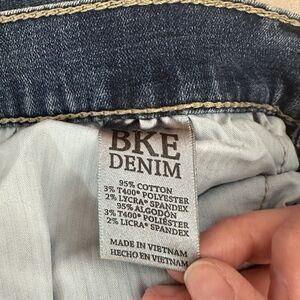 BKE
DENIM
95% COTTON
3% T400® POLYESTER
2% LYCRA® SPANDEX
95% ALGODÓN
3% T400® POLIÉSTER
2% LICRA® SPANDEX
MADE IN VIETNAM
HECHO EN VIETNAM